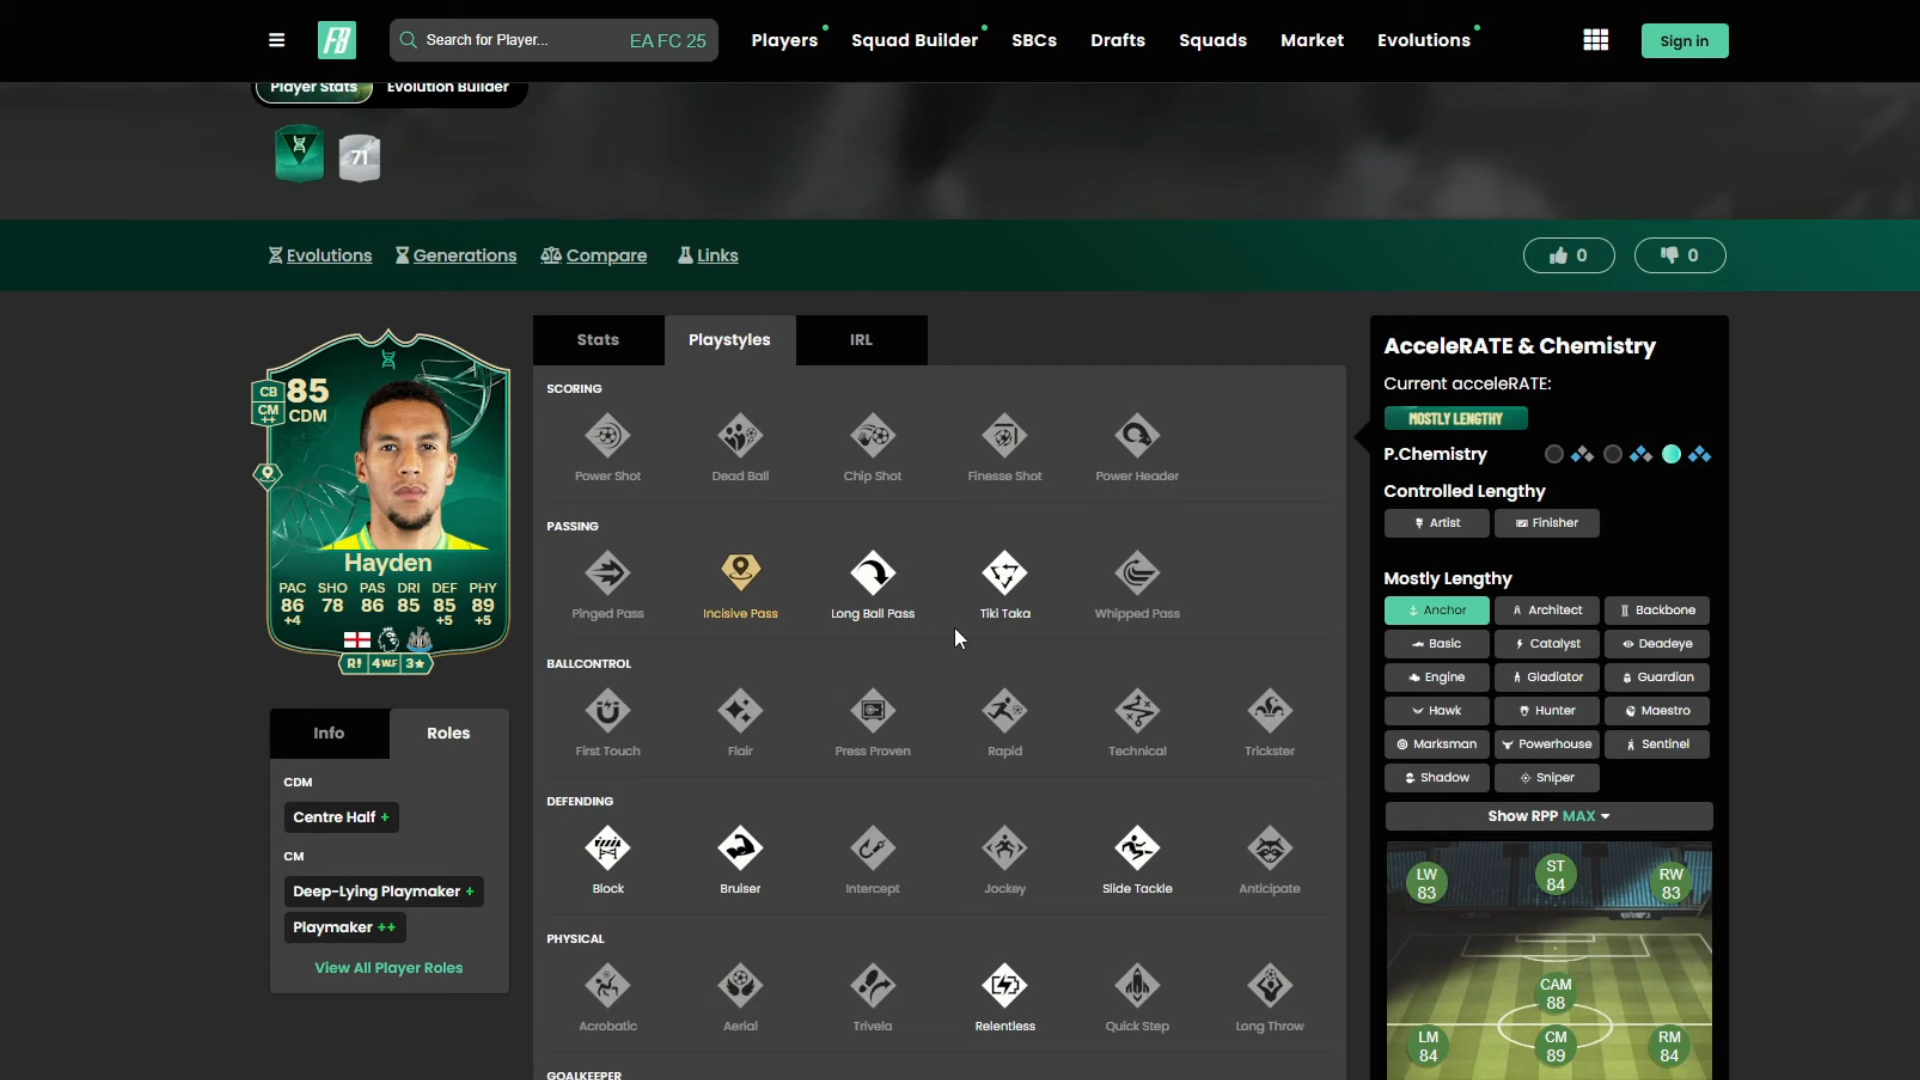 FB
Search for Player...
EA FC 25
Players
Squad Builder
SBCs
Drafts
Squads
Market
Evolutions
Sign in
Player Stats
Evolution Builder
71
Evolutions
Generations
Compare
Links
0
0
CB
CM
++
85
CDM
Hayden
PAC SHO PAS DRI DEF PHY
86 78 86 85 85 89
+4 +5 +5
R! 4W.F 3★
Info
Roles
CDM
Centre Half +
CM
Deep-Lying Playmaker +
Playmaker ++
View All Player Roles
Stats
Playstyles
IRL
SCORING
Power Shot
Dead Ball
Chip Shot
Finesse Shot
Power Header
PASSING
Pinged Pass
Incisive Pass
Long Ball Pass
Tiki Taka
Whipped Pass
BALLCONTROL
First Touch
Flair
Press Proven
Rapid
Technical
Trickster
DEFENDING
Block
Bruiser
Intercept
Jockey
Slide Tackle
Anticipate
PHYSICAL
Acrobatic
Aerial
Trivela
Relentless
Quick Step
Long Throw
GOALKEEPER
AcceleRATE & Chemistry
Current acceleRATE:
MOSTLY LENGTHY
P.Chemistry
Controlled Lengthy
Artist
Finisher
Mostly Lengthy
Anchor
Architect
Backbone
Basic
Catalyst
Deadeye
Engine
Gladiator
Guardian
Hawk
Hunter
Maestro
Marksman
Powerhouse
Sentinel
Shadow
Sniper
Show RPP MAX
LW
83
ST
84
RW
83
CAM
88
LM
84
CM
89
RM
84